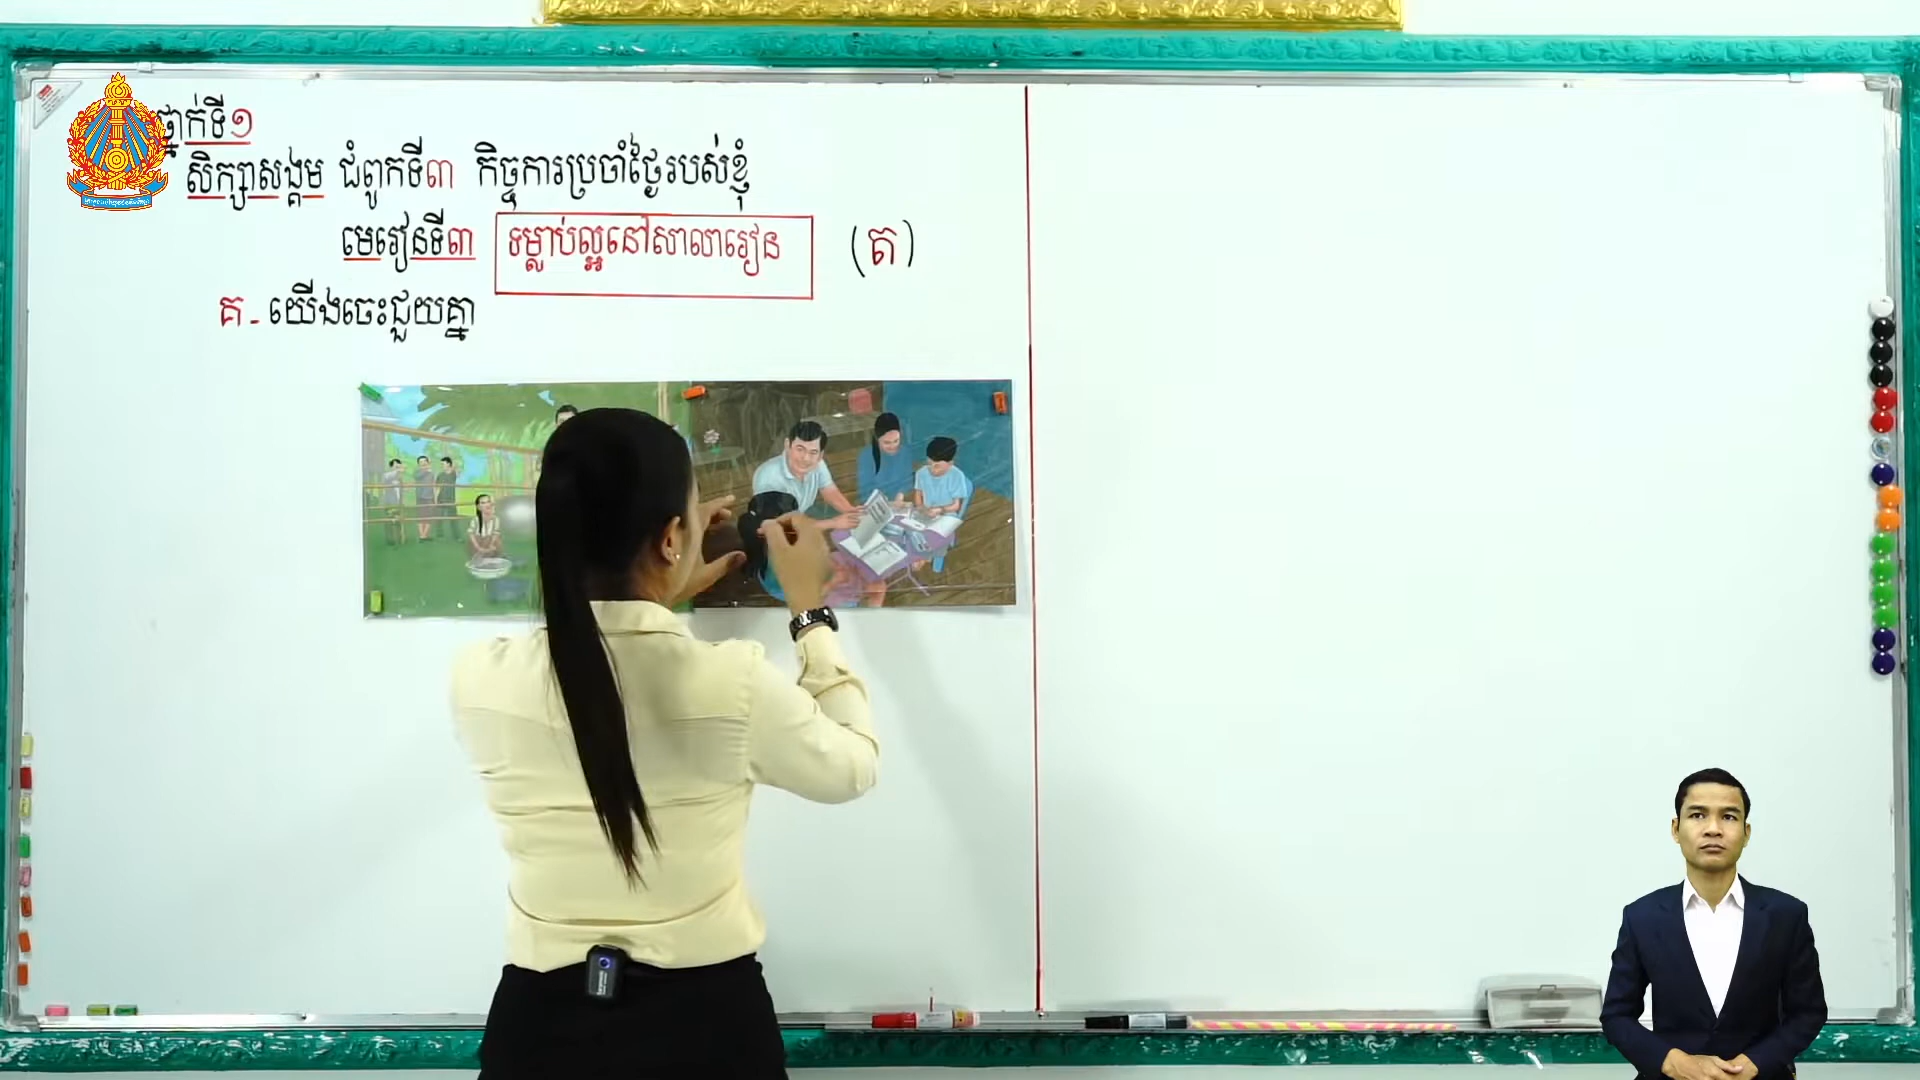 ថ្នាក់ទី១
សិក្សាសង្គម ជំពូកទី៣ កិច្ចការប្រចាំថ្ងៃរបស់ខ្ញុំ
មេរៀនទី៣ ទម្លាប់ល្អនៅសាលារៀន (ត)
គ - យើងចេះជួយគ្នា